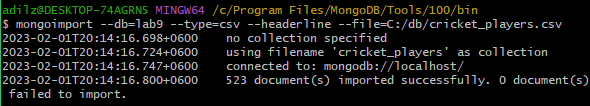 adilz@DESKTOP-74AGRN5 MINGW64 /c/Program Files/MongoDB/Tools/100/bin
$ mongoimport --db=lab9 --type=csv --headerline --file=C:/db/cricket_players.csv
2023-02-01T20:14:16.698+0600 no collection specified
2023-02-01T20:14:16.724+0600 using filename 'cricket_players' as collection
2023-02-01T20:14:16.747+0600 connected to: mongodb://localhost/
2023-02-01T20:14:16.800+0600 523 document(s) imported successfully. 0 document(s)
failed to import.